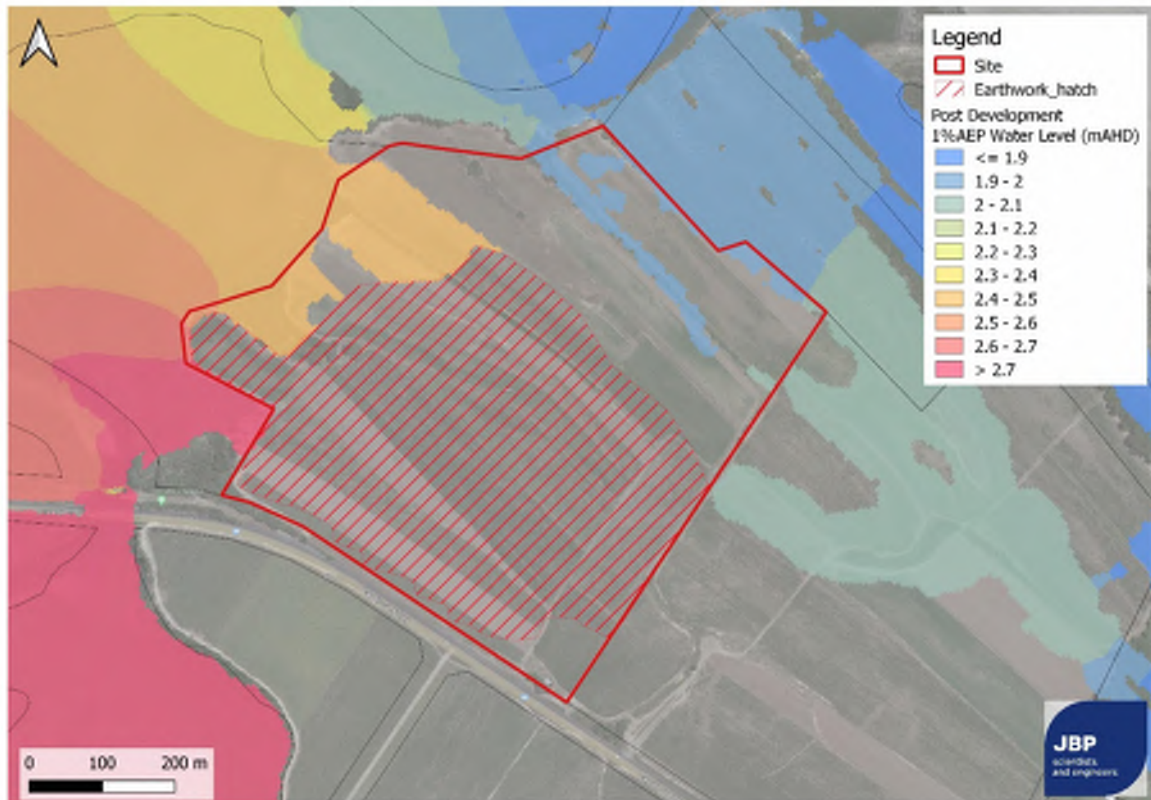 Legend
Site
Earthwork_hatch
Post Development
1%AEP Water Level (mAHD)
<= 1.9
1.9 - 2
2 - 2.1
2.1 - 2.2
2.2 - 2.3
2.3 - 2.4
2.4 - 2.5
2.5 - 2.6
2.6 - 2.7
> 2.7
0 100 200 m
JBP
scientists
and engineers